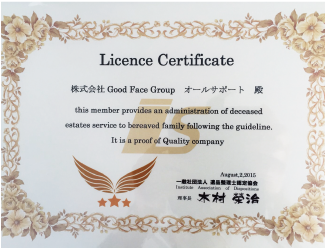 Licence Certificate
株式会社 Good Face Group オールサポート 殿
this member provides an administration of deceased
estates service to bereaved family following the guideline.
It is a proof of Quality company
IS
August,2,2015
一般社団法人 遺品整理士認定協会
Institute Association of Dispositions
理事長 木村 榮治